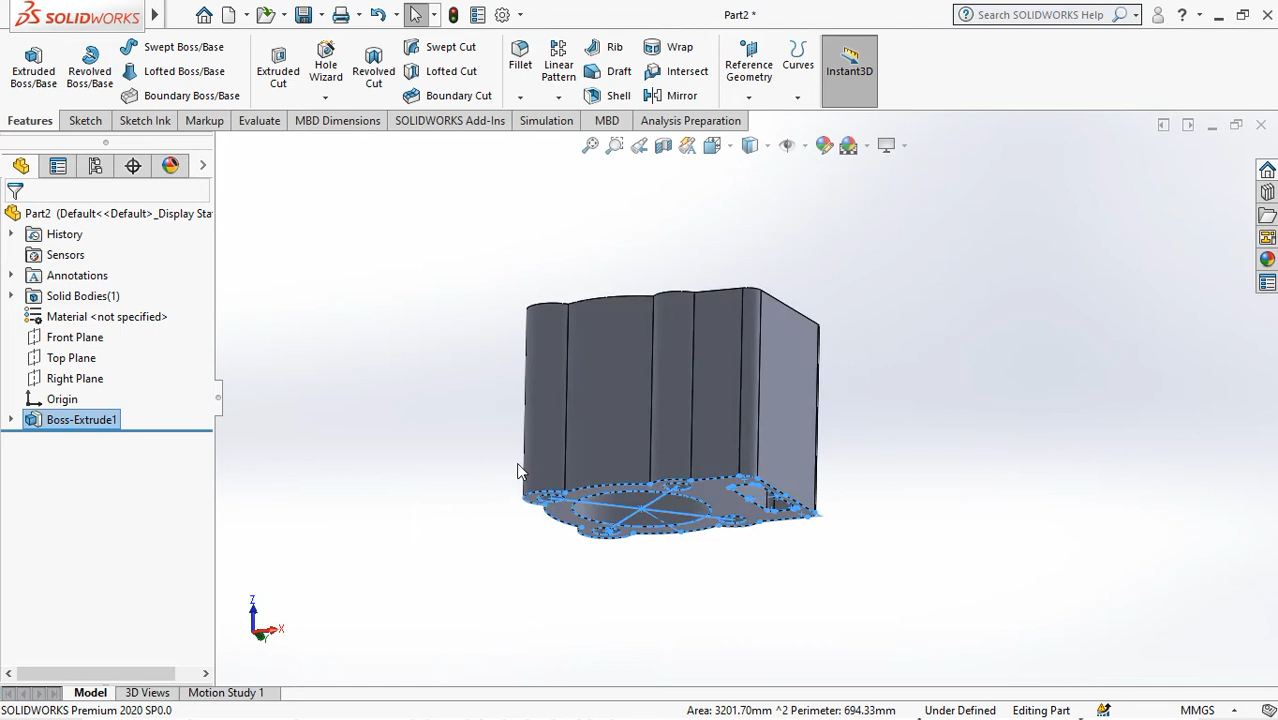 SOLIDWORKS
Part2 *
Search SOLIDWORKS Help
Extruded Boss/Base
Revolved Boss/Base
Swept Boss/Base
Lofted Boss/Base
Boundary Boss/Base
Extruded Cut
Hole Wizard
Revolved Cut
Swept Cut
Lofted Cut
Boundary Cut
Fillet
Linear Pattern
Rib
Draft
Shell
Wrap
Intersect
Mirror
Reference Geometry
Curves
Instant3D
Features
Sketch
Sketch Ink
Markup
Evaluate
MBD Dimensions
SOLIDWORKS Add-Ins
Simulation
MBD
Analysis Preparation
Part2 (Default<<Default>_Display Sta
History
Sensors
Annotations
Solid Bodies(1)
Material <not specified>
Front Plane
Top Plane
Right Plane
Origin
Boss-Extrude1
Z
X
Y
Model
3D Views
Motion Study 1
SOLIDWORKS Premium 2020 SP0.0
Area: 3201.70mm ^2 Perimeter: 694.33mm
Under Defined
Editing Part
MMGS